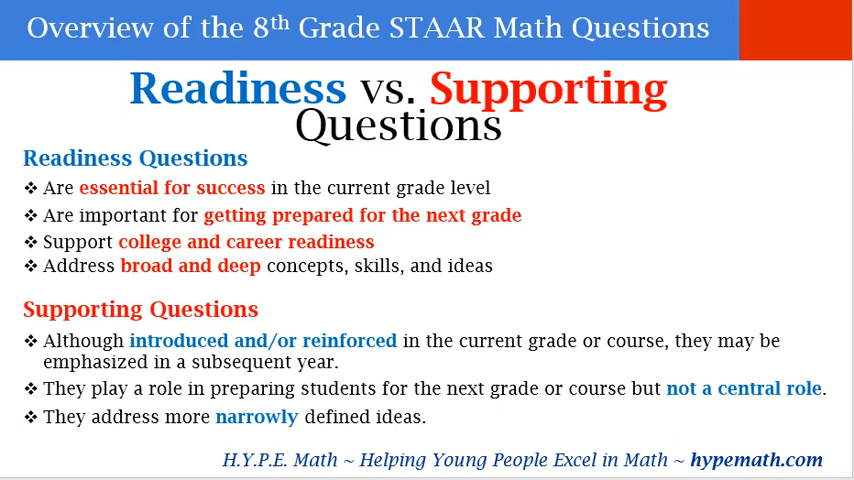 Overview of the 8th Grade STAAR Math Questions
Readiness vs. Supporting
Questions
Readiness Questions
❖ Are essential for success in the current grade level
❖ Are important for getting prepared for the next grade
❖ Support college and career readiness
❖ Address broad and deep concepts, skills, and ideas
Supporting Questions
❖ Although introduced and/or reinforced in the current grade or course, they may be
emphasized in a subsequent year.
❖ They play a role in preparing students for the next grade or course but not a central role.
❖ They address more narrowly defined ideas.
H.Y.P.E. Math ~ Helping Young People Excel in Math ~ hypemath.com